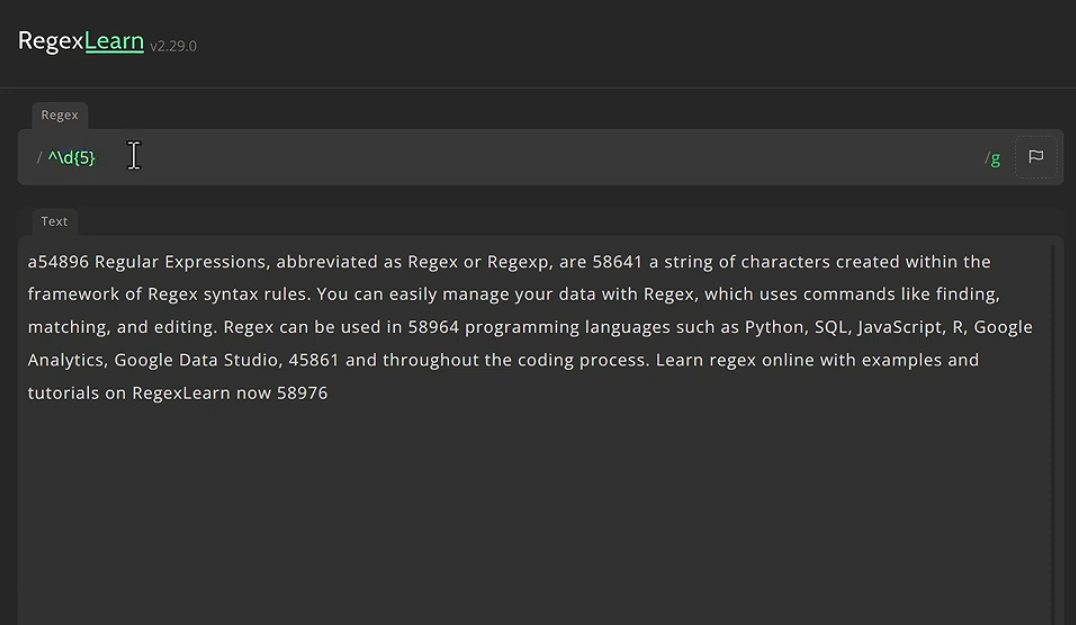 RegexLearn v2.29.0
Regex
/ ^\d{5}
/g
Text
a54896 Regular Expressions, abbreviated as Regex or Regexp, are 58641 a string of characters created within the
framework of Regex syntax rules. You can easily manage your data with Regex, which uses commands like finding,
matching, and editing. Regex can be used in 58964 programming languages such as Python, SQL, JavaScript, R, Google
Analytics, Google Data Studio, 45861 and throughout the coding process. Learn regex online with examples and
tutorials on RegexLearn now 58976